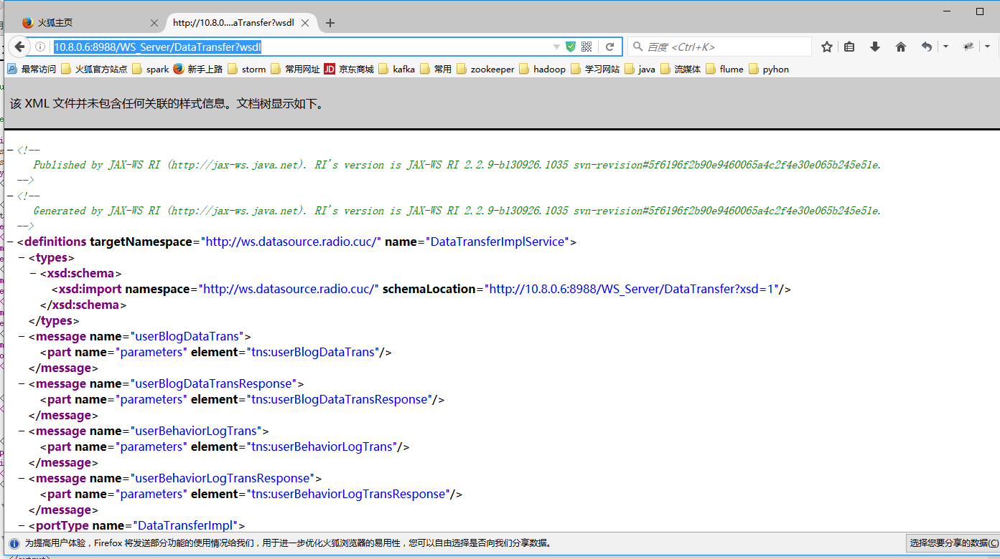 火狐主页
http://10.8.0....aTransfer?wsdl
10.8.0.6:8988/WS_Server/DataTransfer?wsdl
百度 <Ctrl+K>
最常访问 火狐官方站点 spark 新手上路 storm 常用网址 JD 京东商城 kafka 常用 zookeeper hadoop 学习网站 java 流媒体 flume pyhon
该 XML 文件并未包含任何关联的样式信息。文档树显示如下。
− <!--
Published by JAX-WS RI (http://jax-ws.java.net). RI's version is JAX-WS RI 2.2.9-b130926.1035 svn-revision#5f6196f2b90e9460065a4c2f4e30e065b245e51e.
-->
− <!--
Generated by JAX-WS RI (http://jax-ws.java.net). RI's version is JAX-WS RI 2.2.9-b130926.1035 svn-revision#5f6196f2b90e9460065a4c2f4e30e065b245e51e.
-->
− <definitions targetNamespace="http://ws.datasource.radio.cuc/" name="DataTransferImplService">
− <types>
− <xsd:schema>
<xsd:import namespace="http://ws.datasource.radio.cuc/" schemaLocation="http://10.8.0.6:8988/WS_Server/DataTransfer?xsd=1"/>
</xsd:schema>
</types>
− <message name="userBlogDataTrans">
<part name="parameters" element="tns:userBlogDataTrans"/>
</message>
− <message name="userBlogDataTransResponse">
<part name="parameters" element="tns:userBlogDataTransResponse"/>
</message>
− <message name="userBehaviorLogTrans">
<part name="parameters" element="tns:userBehaviorLogTrans"/>
</message>
− <message name="userBehaviorLogTransResponse">
<part name="parameters" element="tns:userBehaviorLogTransResponse"/>
</message>
− <portType name="DataTransferImpl">
为提高用户体验，Firefox 将发送部分功能的使用情况给我们，用于进一步优化火狐浏览器的易用性，您可以自由选择是否向我们分享数据。
选择您要分享的数据(C)